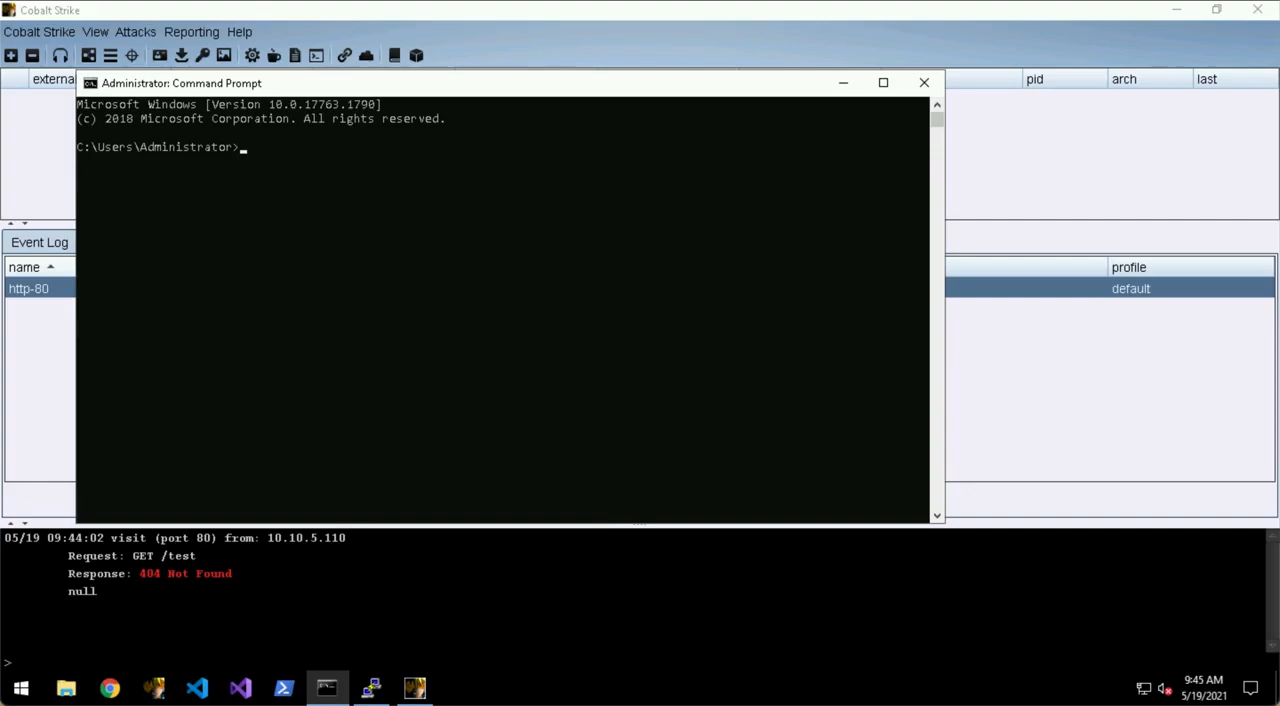 Cobalt Strike
Cobalt Strike View Attacks Reporting Help
externa
pid
arch
last
Administrator: Command Prompt
Microsoft Windows [Version 10.0.17763.1790]
(c) 2018 Microsoft Corporation. All rights reserved.
C:\Users\Administrator>
Event Log
name
profile
http-80
default
05/19 09:44:02 visit (port 80) from: 10.10.5.110
Request: GET /test
Response: 404 Not Found
null
>
9:45 AM
5/19/2021